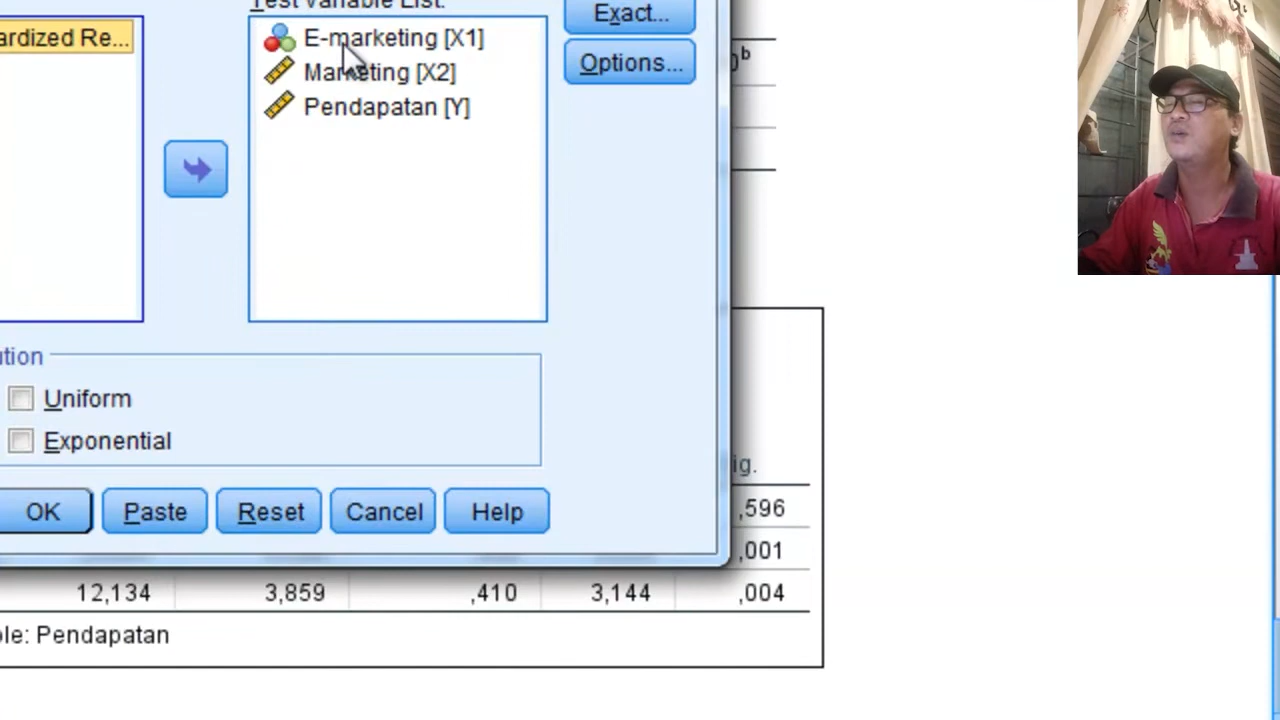 Test Variable List:
ardized Re...
E-marketing [X1]
Marketing [X2]
Pendapatan [Y]
Exact...
Options...
b
ution
Uniform
Exponential
OK
Paste
Reset
Cancel
Help
ig.
,596
,001
12,134 3,859 ,410 3,144 ,004
ble: Pendapatan